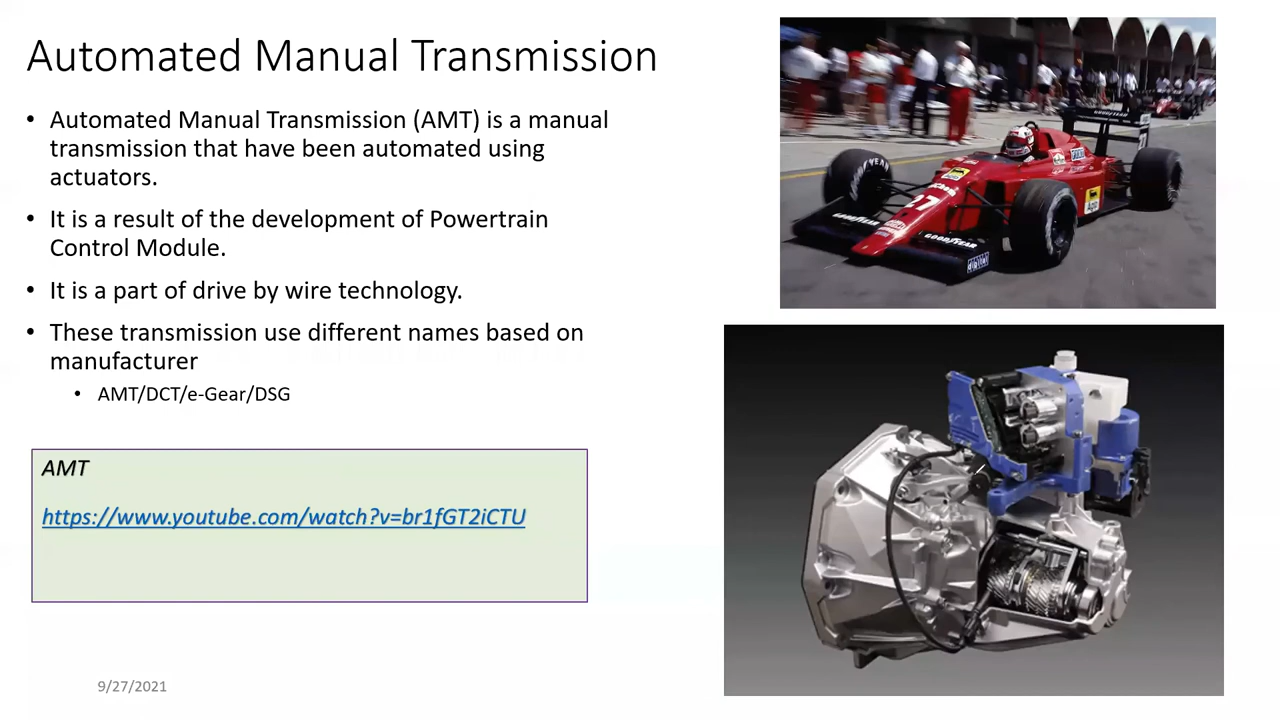 Automated Manual Transmission
• Automated Manual Transmission (AMT) is a manual
transmission that have been automated using
actuators.
• It is a result of the development of Powertrain
Control Module.
• It is a part of drive by wire technology.
• These transmission use different names based on
manufacturer
• AMT/DCT/e-Gear/DSG
AMT
https://www.youtube.com/watch?v=br1fGT2iCTU
9/27/2021
GOODYEAR
27
Agip
GOODYEAR
GOODYEAR